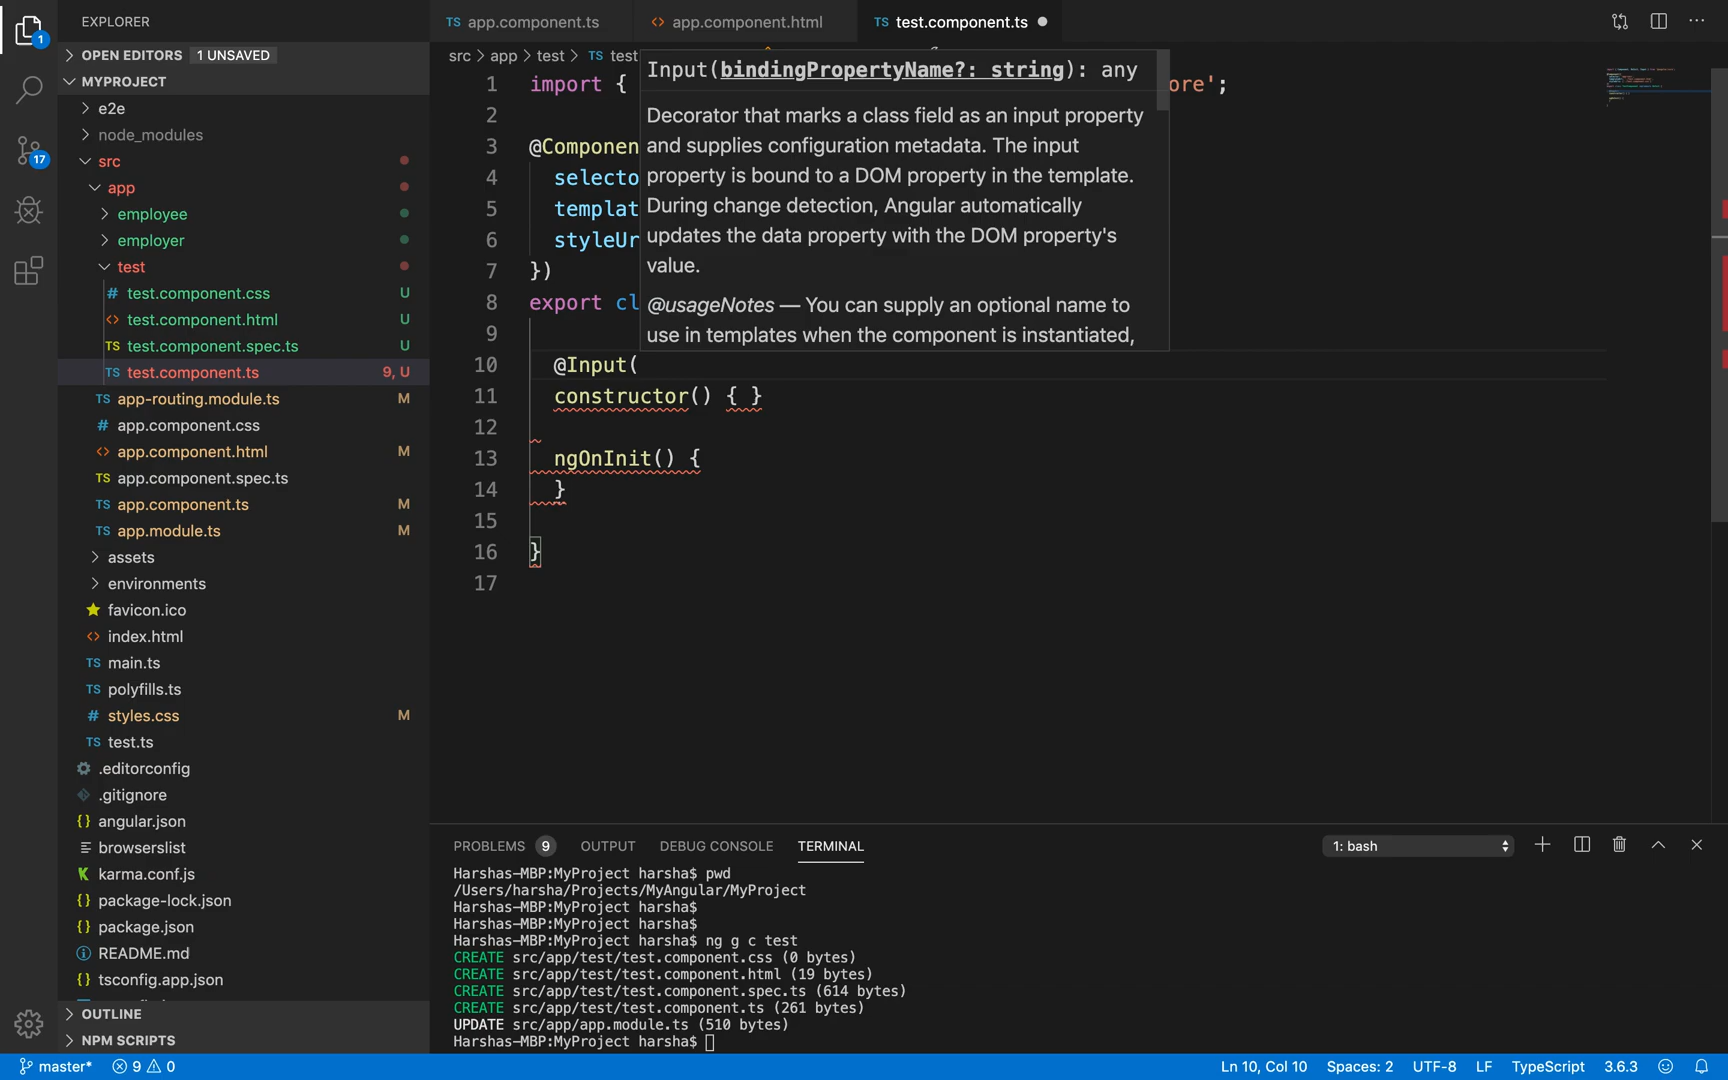 EXPLORER
OPEN EDITORS 1 UNSAVED
MYPROJECT
e2e
node_modules
src
app
employee
employer
test
# test.component.css U
<> test.component.html U
TS test.component.spec.ts U
TS test.component.ts 9, U
TS app-routing.module.ts M
# app.component.css
<> app.component.html M
TS app.component.spec.ts
TS app.component.ts M
TS app.module.ts M
assets
environments
favicon.ico
<> index.html
TS main.ts
TS polyfills.ts
# styles.css M
TS test.ts
.editorconfig
.gitignore
{} angular.json
browserslist
K karma.conf.js
{} package-lock.json
{} package.json
README.md
{} tsconfig.app.json
OUTLINE
NPM SCRIPTS
1
17
TS app.component.ts
<> app.component.html
TS test.component.ts
src > app > test > TS test
1 import { ore';
2
3 @Componen
4 selecto
5 templat
6 styleUr
7 })
8 export cl
9
10 @Input(
11 constructor() { }
12
13 ngOnInit() {
14 }
15
16 }
17
Input(bindingPropertyName?: string): any
Decorator that marks a class field as an input property
and supplies configuration metadata. The input
property is bound to a DOM property in the template.
During change detection, Angular automatically
updates the data property with the DOM property's
value.
@usageNotes — You can supply an optional name to
use in templates when the component is instantiated,
PROBLEMS 9 OUTPUT DEBUG CONSOLE TERMINAL 1: bash
Harshas-MBP:MyProject harsha$ pwd
/Users/harsha/Projects/MyAngular/MyProject
Harshas-MBP:MyProject harsha$
Harshas-MBP:MyProject harsha$
Harshas-MBP:MyProject harsha$ ng g c test
CREATE src/app/test/test.component.css (0 bytes)
CREATE src/app/test/test.component.html (19 bytes)
CREATE src/app/test/test.component.spec.ts (614 bytes)
CREATE src/app/test/test.component.ts (261 bytes)
UPDATE src/app/app.module.ts (510 bytes)
Harshas-MBP:MyProject harsha$
master* 9 0 Ln 10, Col 10 Spaces: 2 UTF-8 LF TypeScript 3.6.3